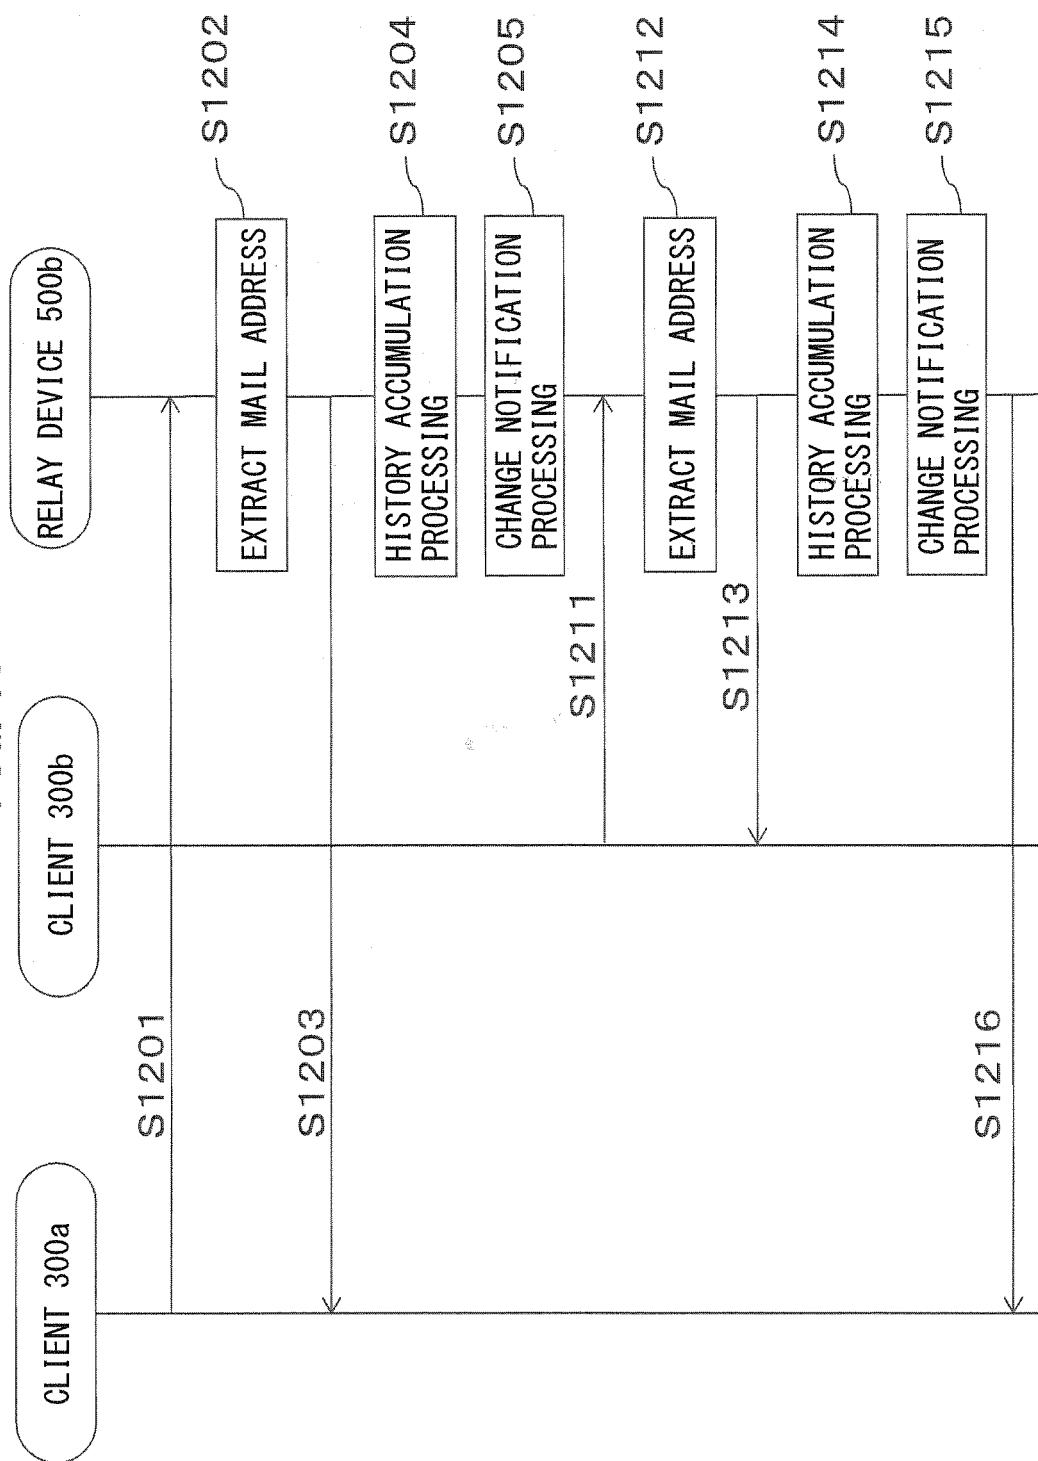 CLIENT 300a
CLIENT 300b
RELAY DEVICE 500b
S1201
EXTRACT MAIL ADDRESS
S1202
S1203
HISTORY ACCUMULATION
PROCESSING
S1204
CHANGE NOTIFICATION
PROCESSING
S1205
S1211
EXTRACT MAIL ADDRESS
S1212
S1213
HISTORY ACCUMULATION
PROCESSING
S1214
CHANGE NOTIFICATION
PROCESSING
S1215
S1216